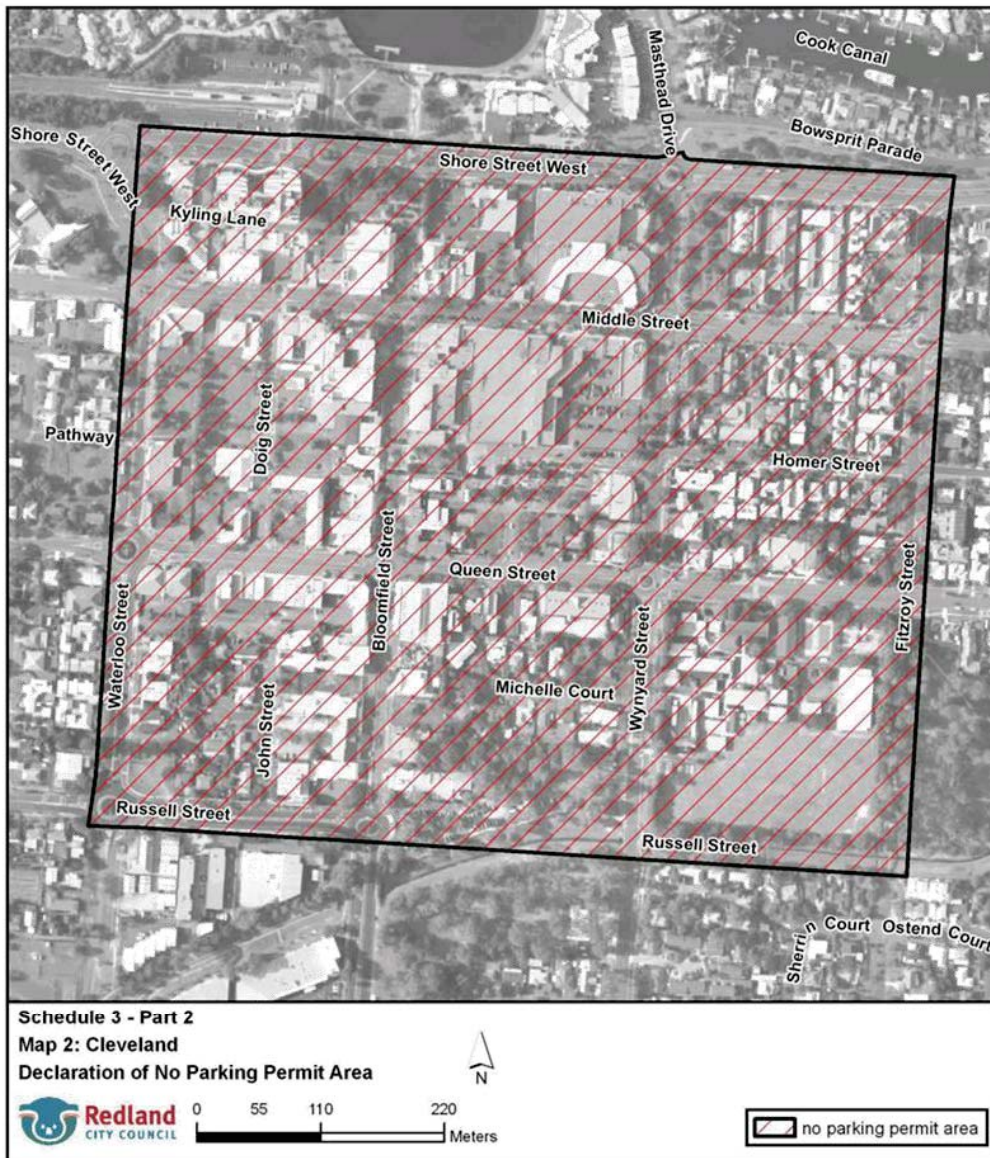 Cook Canal
Masthead Drive
Bowsprit Parade
Shore Street West
Shore Street West
Kyling Lane
Middle Street
Doig Street
Pathway
Homer Street
Bloomfield Street
Queen Street
Fitzroy Street
Waterloo Street
Wynyard Street
Michelle Court
John Street
Russell Street
Russell Street
Sherrin Court
Ostend Court
Schedule 3 - Part 2
Map 2: Cleveland
Declaration of No Parking Permit Area
N
Redland
CITY COUNCIL
0 55 110 220
Meters
no parking permit area